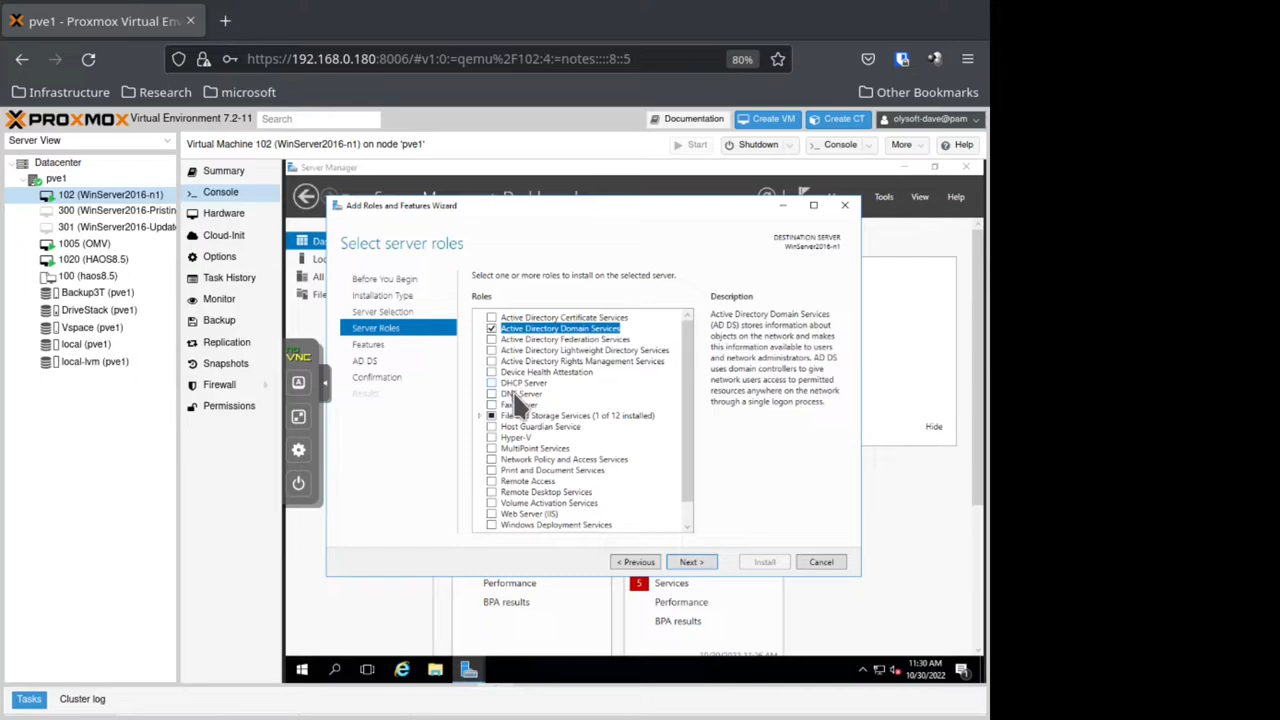 pve1 - Proxmox Virtual En
https://192.168.0.180:8006/#v1:0:=qemu%2F102:4:=notes::::8::5
80%
Infrastructure
Research
microsoft
Other Bookmarks
PROXMOX Virtual Environment 7.2-11
Search
Documentation
Create VM
Create CT
olysoft-dave@pam
Server View
Virtual Machine 102 (WinServer2016-n1) on node 'pve1'
Start
Shutdown
Console
More
Help
Datacenter
pve1
102 (WinServer2016-n1)
300 (WinServer2016-Pristin
301 (WinServer2016-Updat
1005 (OMV)
1020 (HAOS8.5)
100 (haos8.5)
Backup3T (pve1)
DriveStack (pve1)
Vspace (pve1)
local (pve1)
local-lvm (pve1)
Summary
Console
Hardware
Cloud-Init
Options
Task History
Monitor
Backup
Replication
Snapshots
Firewall
Permissions
Server Manager
Tools
View
Help
Add Roles and Features Wizard
Select server roles
DESTINATION SERVER
WinServer2016-n1
Before You Begin
Installation Type
Server Selection
Server Roles
Features
AD DS
Confirmation
Results
Select one or more roles to install on the selected server.
Roles
Active Directory Certificate Services
Active Directory Domain Services
Active Directory Federation Services
Active Directory Lightweight Directory Services
Active Directory Rights Management Services
Device Health Attestation
DHCP Server
DNS Server
Fax Server
File and Storage Services (1 of 12 installed)
Host Guardian Service
Hyper-V
MultiPoint Services
Network Policy and Access Services
Print and Document Services
Remote Access
Remote Desktop Services
Volume Activation Services
Web Server (IIS)
Windows Deployment Services
Description
Active Directory Domain Services
(AD DS) stores information about
objects on the network and makes
this information available to users
and network administrators. AD DS
uses domain controllers to give
network users access to permitted
resources anywhere on the network
through a single logon process.
Hide
< Previous
Next >
Install
Cancel
Performance
BPA results
5 Services
Performance
BPA results
VNC
A
11:30 AM
10/30/2022
Tasks
Cluster log